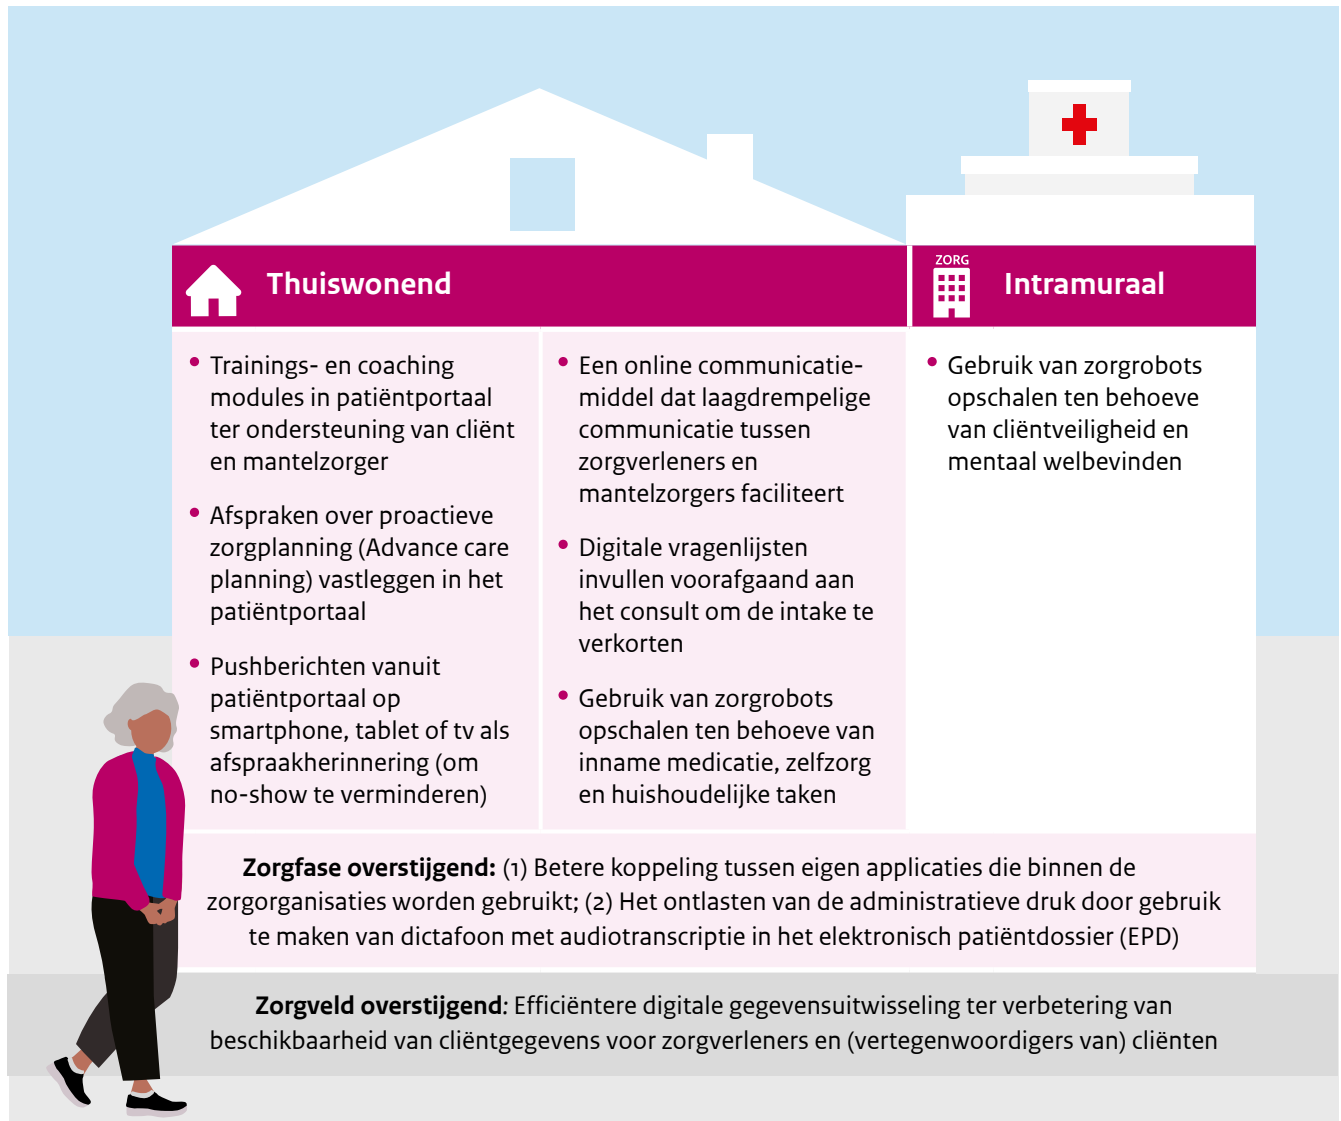 Thuiswonend
ZORG
Intramuraal
• Trainings- en coaching
modules in patiëntportaal
ter ondersteuning van cliënt
en mantelzorger
• Afspraken over proactieve
zorgplanning (Advance care
planning) vastleggen in het
patiëntportaal
• Pushberichten vanuit
patiëntportaal op
smartphone, tablet of tv als
afspraakherinnering (om
no-show te verminderen)
• Een online communicatie-
middel dat laagdrempelige
communicatie tussen
zorgverleners en
mantelzorgers faciliteert
• Digitale vragenlijsten
invullen voorafgaand aan
het consult om de intake te
verkorten
• Gebruik van zorgrobots
opschalen ten behoeve van
inname medicatie, zelfzorg
en huishoudelijke taken
• Gebruik van zorgrobots
opschalen ten behoeve
van cliëntveiligheid en
mentaal welbevinden
Zorgfase overstijgend: (1) Betere koppeling tussen eigen applicaties die binnen de
zorgorganisaties worden gebruikt; (2) Het ontlasten van de administratieve druk door gebruik
te maken van dictafoon met audiotranscriptie in het elektronisch patiëntdossier (EPD)
Zorgveld overstijgend: Efficiëntere digitale gegevensuitwisseling ter verbetering van
beschikbaarheid van cliëntgegevens voor zorgverleners en (vertegenwoordigers van) cliënten